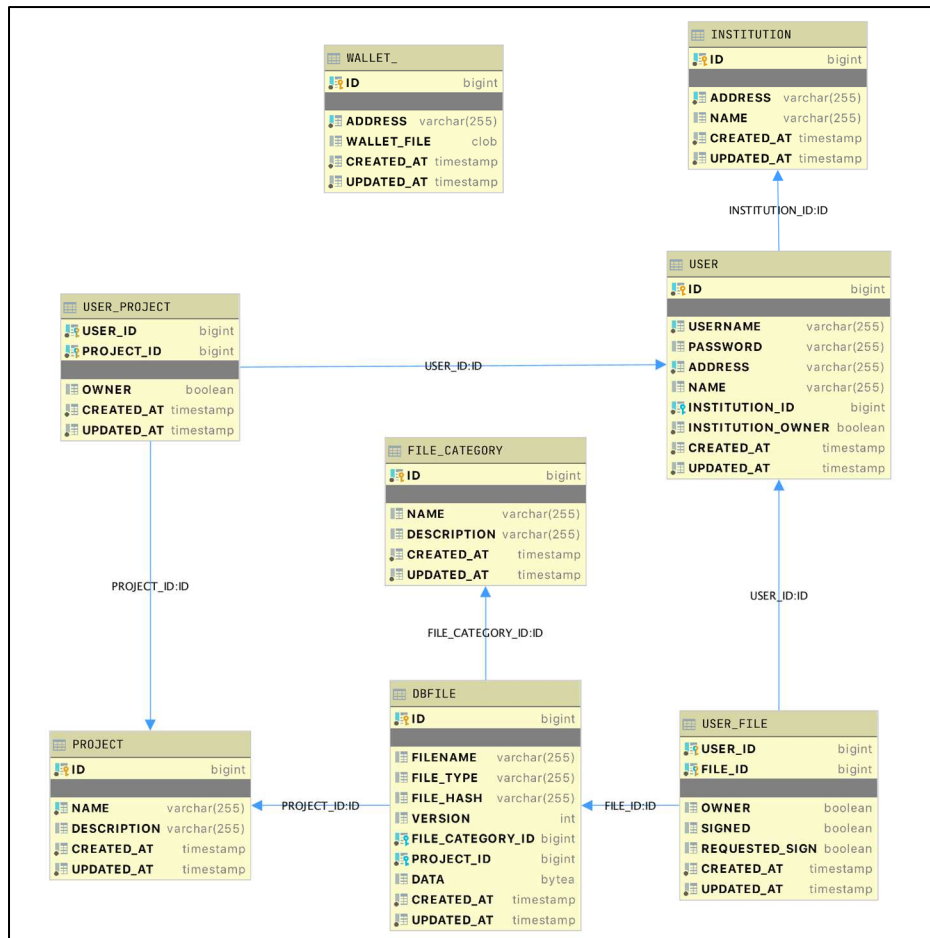 WALLET_
ID bigint
ADDRESS varchar(255)
WALLET_FILE clob
CREATED_AT timestamp
UPDATED_AT timestamp
INSTITUTION
ID bigint
ADDRESS varchar(255)
NAME varchar(255)
CREATED_AT timestamp
UPDATED_AT timestamp
INSTITUTION_ID:ID
USER
ID bigint
USERNAME varchar(255)
PASSWORD varchar(255)
ADDRESS varchar(255)
NAME varchar(255)
INSTITUTION_ID bigint
INSTITUTION_OWNER boolean
CREATED_AT timestamp
UPDATED_AT timestamp
USER_PROJECT
USER_ID bigint
PROJECT_ID bigint
OWNER boolean
CREATED_AT timestamp
UPDATED_AT timestamp
USER_ID:ID
FILE_CATEGORY
ID bigint
NAME varchar(255)
DESCRIPTION varchar(255)
CREATED_AT timestamp
UPDATED_AT timestamp
PROJECT_ID:ID
USER_ID:ID
FILE_CATEGORY_ID:ID
PROJECT
ID bigint
NAME varchar(255)
DESCRIPTION varchar(255)
CREATED_AT timestamp
UPDATED_AT timestamp
PROJECT_ID:ID
DBFILE
ID bigint
FILENAME varchar(255)
FILE_TYPE varchar(255)
FILE_HASH varchar(255)
VERSION int
FILE_CATEGORY_ID bigint
PROJECT_ID bigint
DATA bytea
CREATED_AT timestamp
UPDATED_AT timestamp
FILE_ID:ID
USER_FILE
USER_ID bigint
FILE_ID bigint
OWNER boolean
SIGNED boolean
REQUESTED_SIGN boolean
CREATED_AT timestamp
UPDATED_AT timestamp